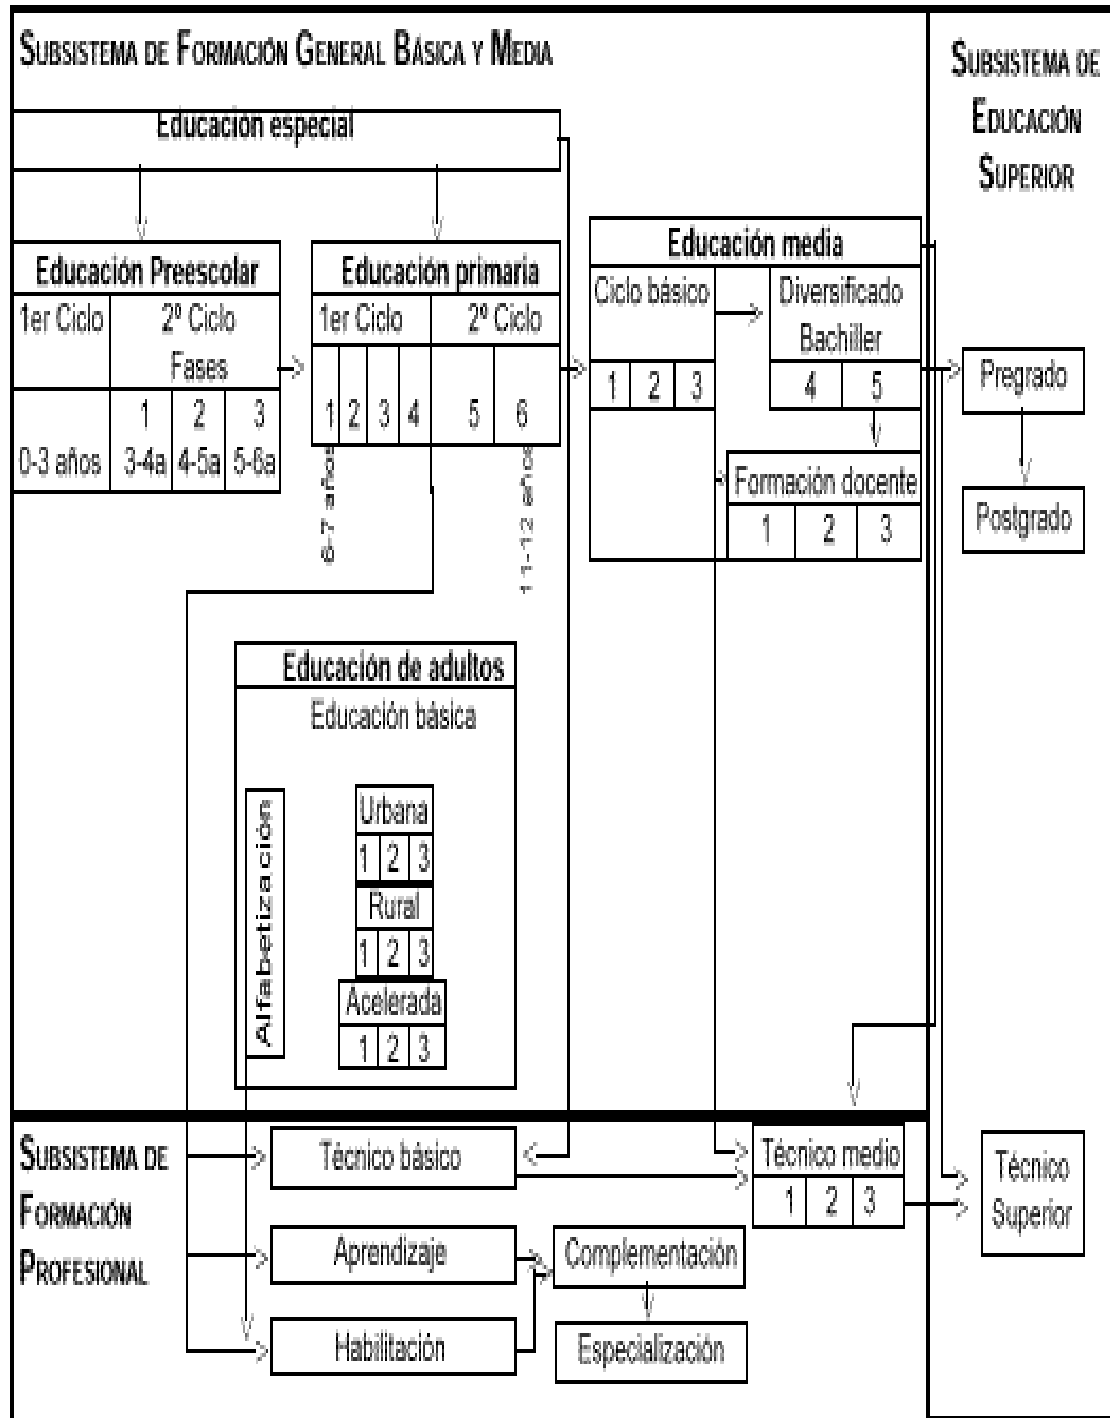 SUBSISTEMA DE FORMACIÓN GENERAL BÁSICA Y MEDIA
Educación especial
Educación Preescolar
1er Ciclo 2º Ciclo
Fases
1 2 3
0-3 años 3-4a 4-5a 5-6a
Educación primaria
1er Ciclo 2º Ciclo
1 2 3 4 5 6
6-7 años
11-12 años
Educación media
Ciclo básico
1 2 3
Diversificado
Bachiller
4 5
Formación docente
1 2 3
Educación de adultos
Educación básica
Alfabetización
Urbana
1 2 3
Rural
1 2 3
Acelerada
1 2 3
SUBSISTEMA DE
EDUCACIÓN
SUPERIOR
Pregrado
Postgrado
SUBSISTEMA DE
FORMACIÓN
PROFESIONAL
Técnico básico
Aprendizaje
Habilitación
Complementación
Especialización
Técnico medio
1 2 3
Técnico
Superior